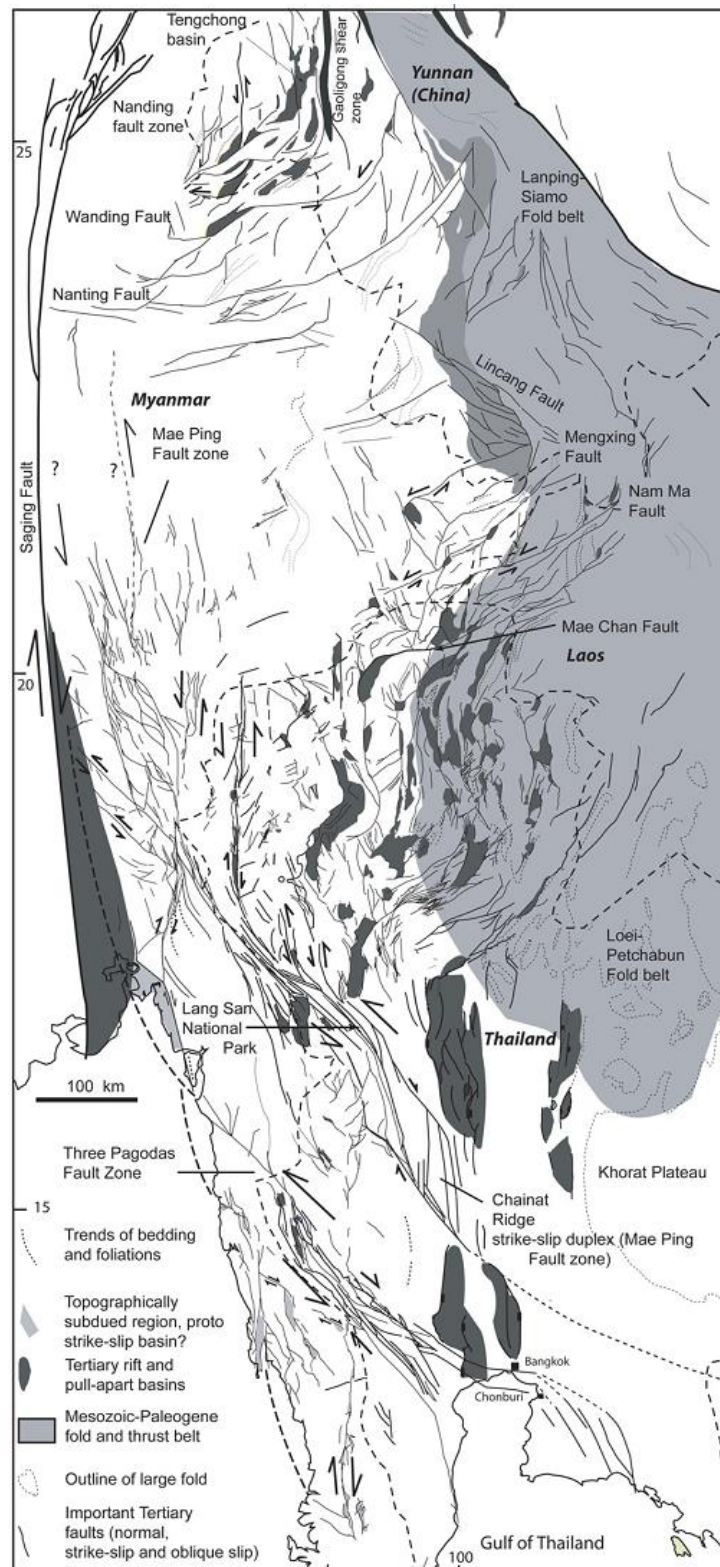 Tengchong
basin
Gaoligong shear
zone
Yunnan
(China)
Nanding
fault zone
25
Lanping-
Siamo
Fold belt
Wanding Fault
Nanting Fault
Lincang Fault
Myanmar
Mae Ping
Fault zone
Mengxing
Fault
?
?
Nam Ma
Fault
Saging Fault
Mae Chan Fault
Laos
20
Loei-
Petchabun
Fold belt
Lang San
National
Park
Thailand
100 km
Three Pagodas
Fault Zone
Khorat Plateau
15
Chainat
Ridge
strike-slip duplex (Mae Ping
Fault zone)
Trends of bedding
and foliations
Topographically
subdued region, proto
strike-slip basin?
Tertiary rift and
pull-apart basins
Bangkok
Chonburi
Mesozoic-Paleogene
fold and thrust belt
Outline of large fold
Important Tertiary
faults (normal,
strike-slip and oblique slip)
Gulf of Thailand
100